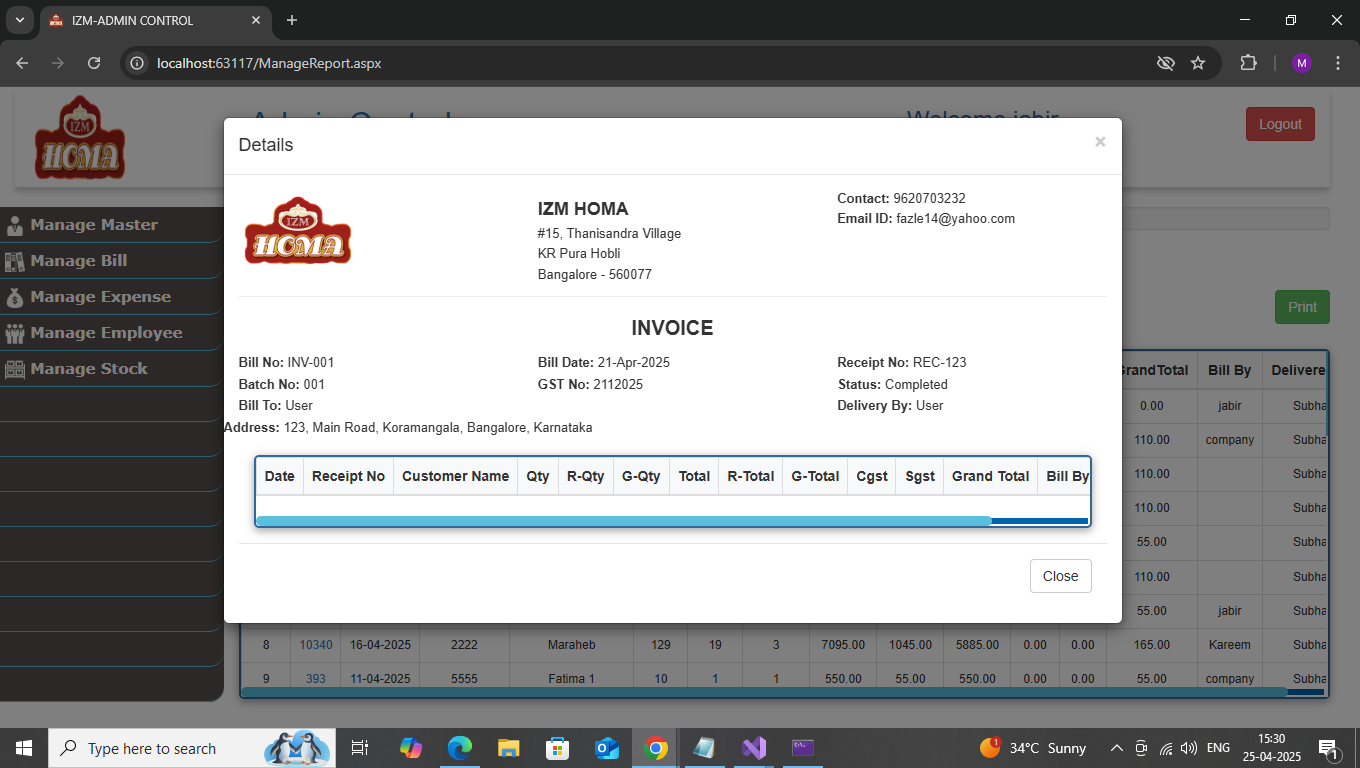 IZM-ADMIN CONTROL
localhost:63117/ManageReport.aspx
M
IZM
HOMA
Admin Control
Welcome jabir
Logout
Manage Master
Manage Bill
Manage Expense
Manage Employee
Manage Stock
Print
Details
×
IZM
HOMA
IZM HOMA
#15, Thanisandra Village
KR Pura Hobli
Bangalore - 560077
Contact: 9620703232
Email ID: fazle14@yahoo.com
INVOICE
Bill No: INV-001 Bill Date: 21-Apr-2025 Receipt No: REC-123
Batch No: 001 GST No: 2112025 Status: Completed
Bill To: User Delivery By: User
Address: 123, Main Road, Koramangala, Bangalore, Karnataka
Date Receipt No Customer Name Qty R-Qty G-Qty Total R-Total G-Total Cgst Sgst Grand Total Bill By
Close
GrandTotal Bill By Delivere
0.00 jabir Subha
110.00 company Subha
110.00 Subha
110.00 Subha
55.00 Subha
110.00 Subha
55.00 jabir Subha
8 10340 16-04-2025 2222 Maraheb 129 19 3 7095.00 1045.00 5885.00 0.00 0.00 165.00 Kareem Subha
9 393 11-04-2025 5555 Fatima 1 10 1 1 550.00 55.00 550.00 0.00 0.00 55.00 company Subha
Type here to search
1
34°C Sunny
ENG
15:30
25-04-2025
1